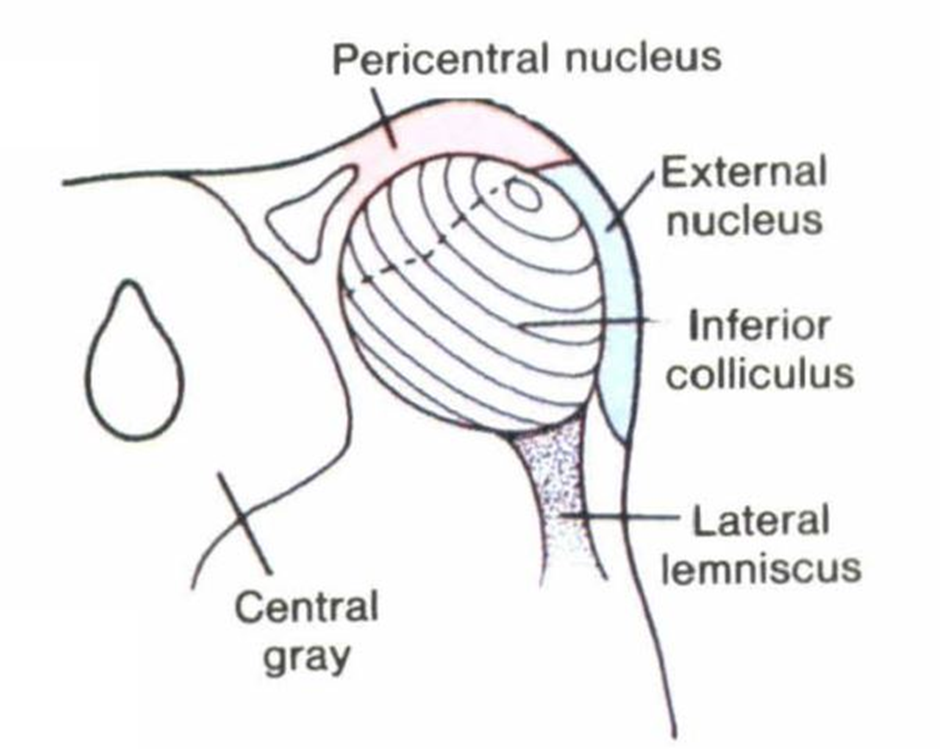 Pericentral nucleus
External
nucleus
Inferior
colliculus
Lateral
lemniscus
Central
gray